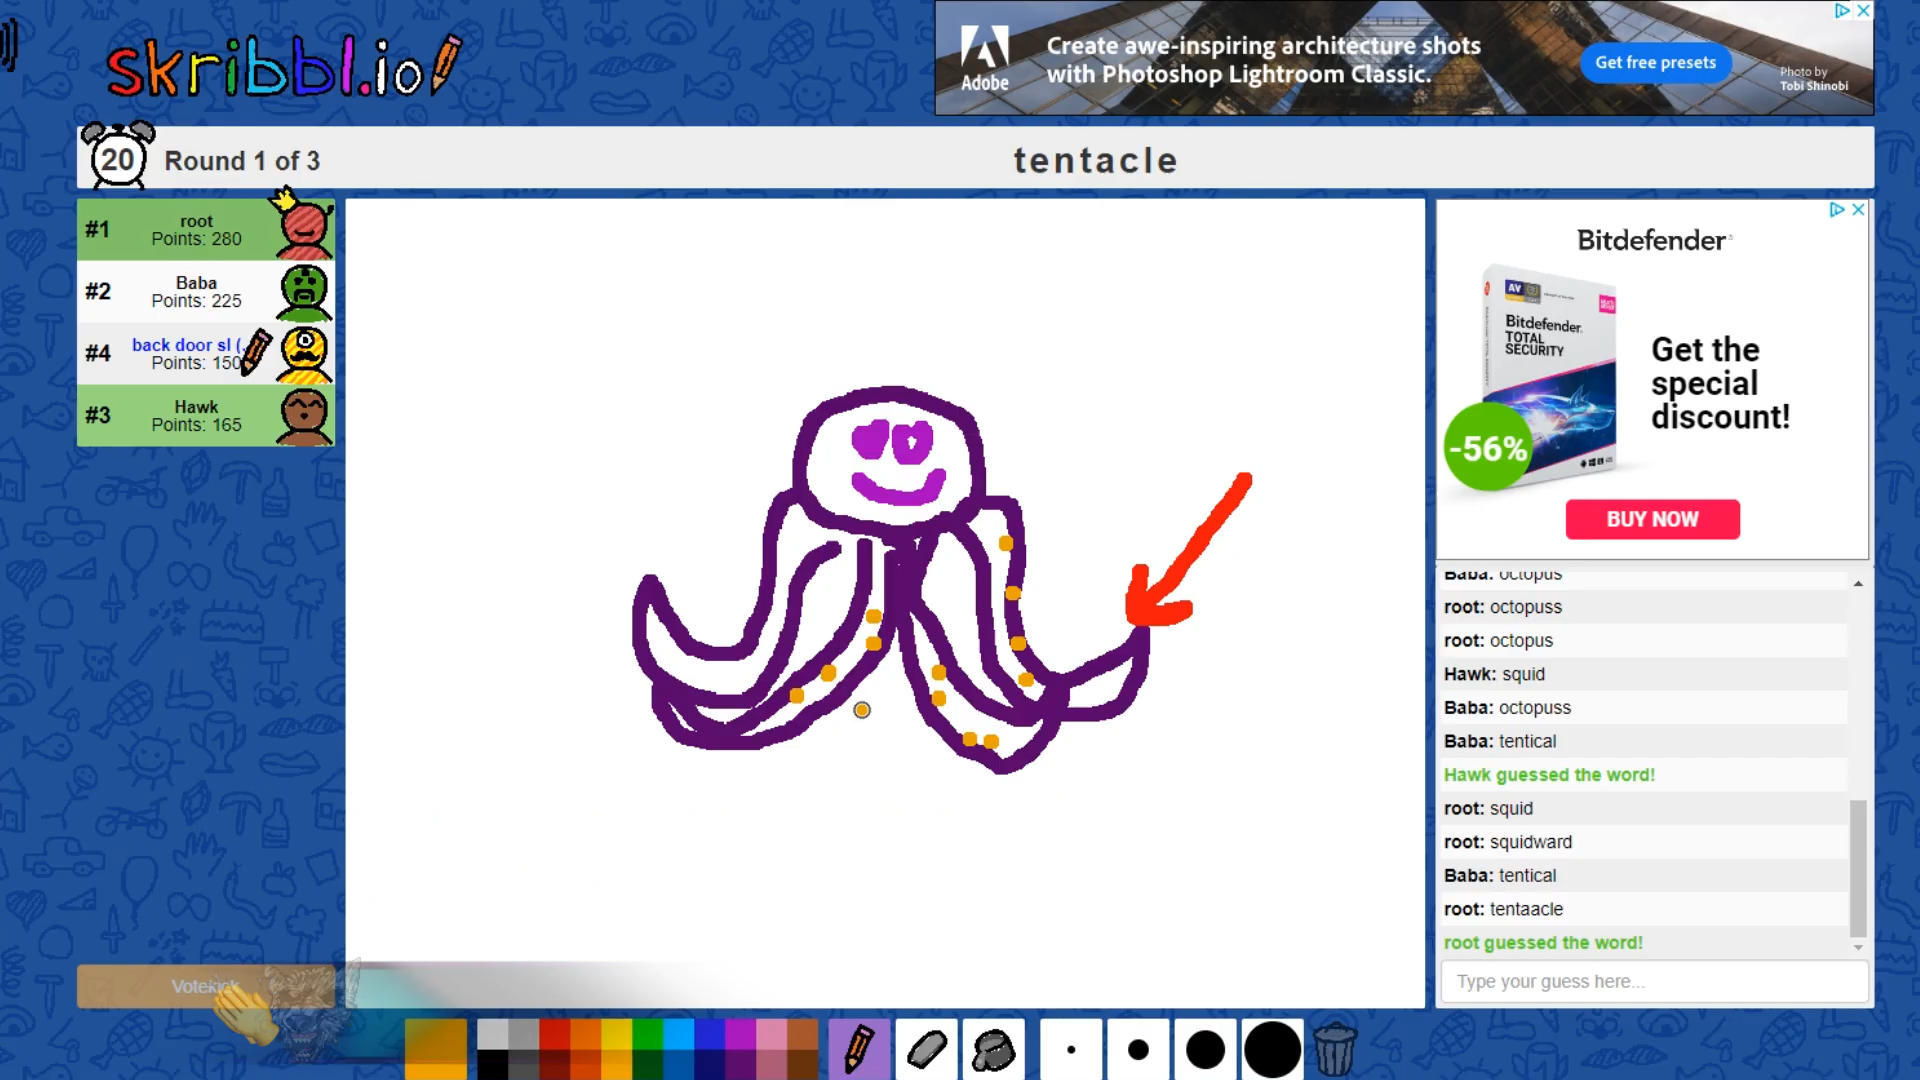 skribbl.io
Adobe
Create awe-inspiring architecture shots
with Photoshop Lightroom Classic.
Get free presets
Photo by
Tobi Shinobi
20
Round 1 of 3
tentacle
#1
root
Points: 280
#2
Baba
Points: 225
#4
back door sl (.
Points: 150
#3
Hawk
Points: 165
Bitdefender
AV
Bitdefender
TOTAL
SECURITY
-56%
Get the
special
discount!
BUY NOW
Baba: octopus
root: octopuss
root: octopus
Hawk: squid
Baba: octopuss
Baba: tentical
Hawk guessed the word!
root: squid
root: squidward
Baba: tentical
root: tentaacle
root guessed the word!
Type your guess here...
Votekick